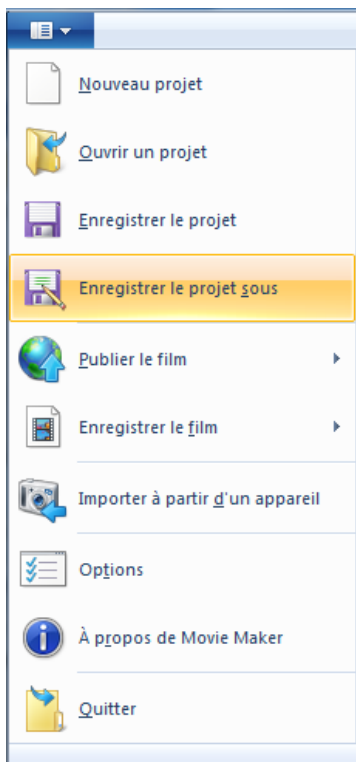 Nouveau projet
Ouvrir un projet
Enregistrer le projet
Enregistrer le projet sous
Publier le film
Enregistrer le film
Importer à partir d'un appareil
Options
À propos de Movie Maker
Quitter